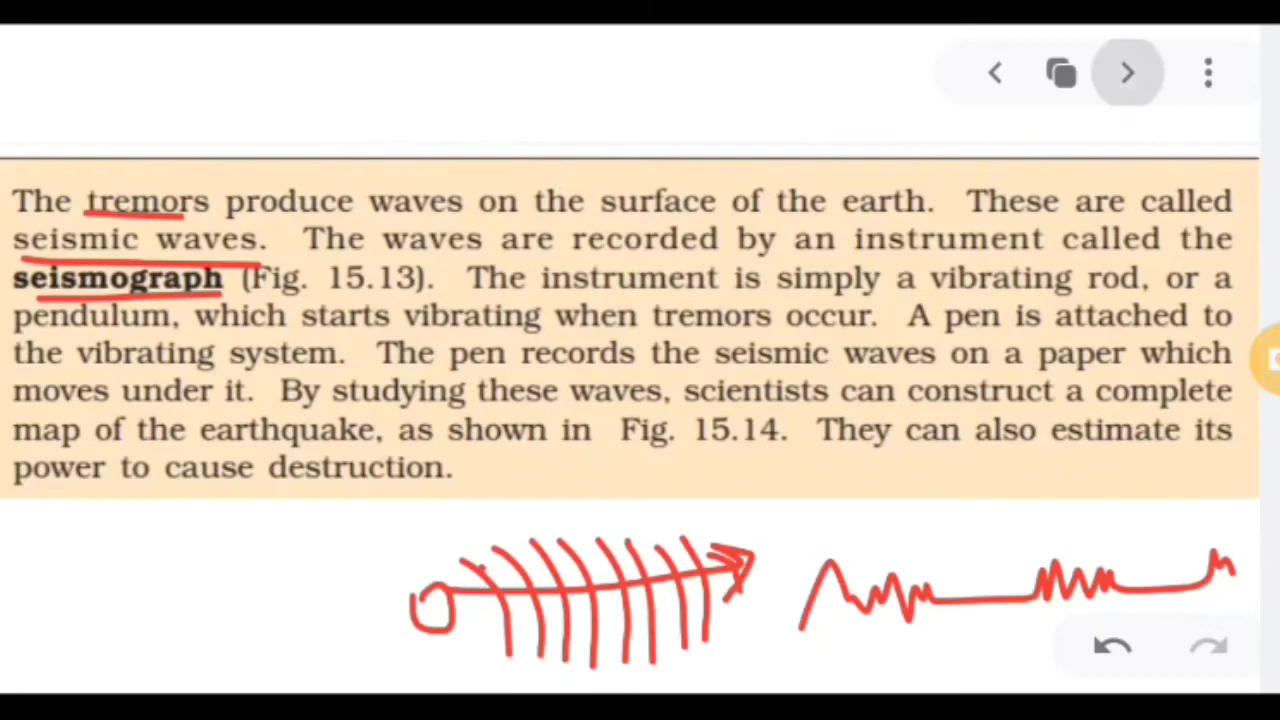 The tremors produce waves on the surface of the earth. These are called
seismic waves. The waves are recorded by an instrument called the
seismograph (Fig. 15.13). The instrument is simply a vibrating rod, or a
pendulum, which starts vibrating when tremors occur. A pen is attached to
the vibrating system. The pen records the seismic waves on a paper which
moves under it. By studying these waves, scientists can construct a complete
map of the earthquake, as shown in Fig. 15.14. They can also estimate its
power to cause destruction.